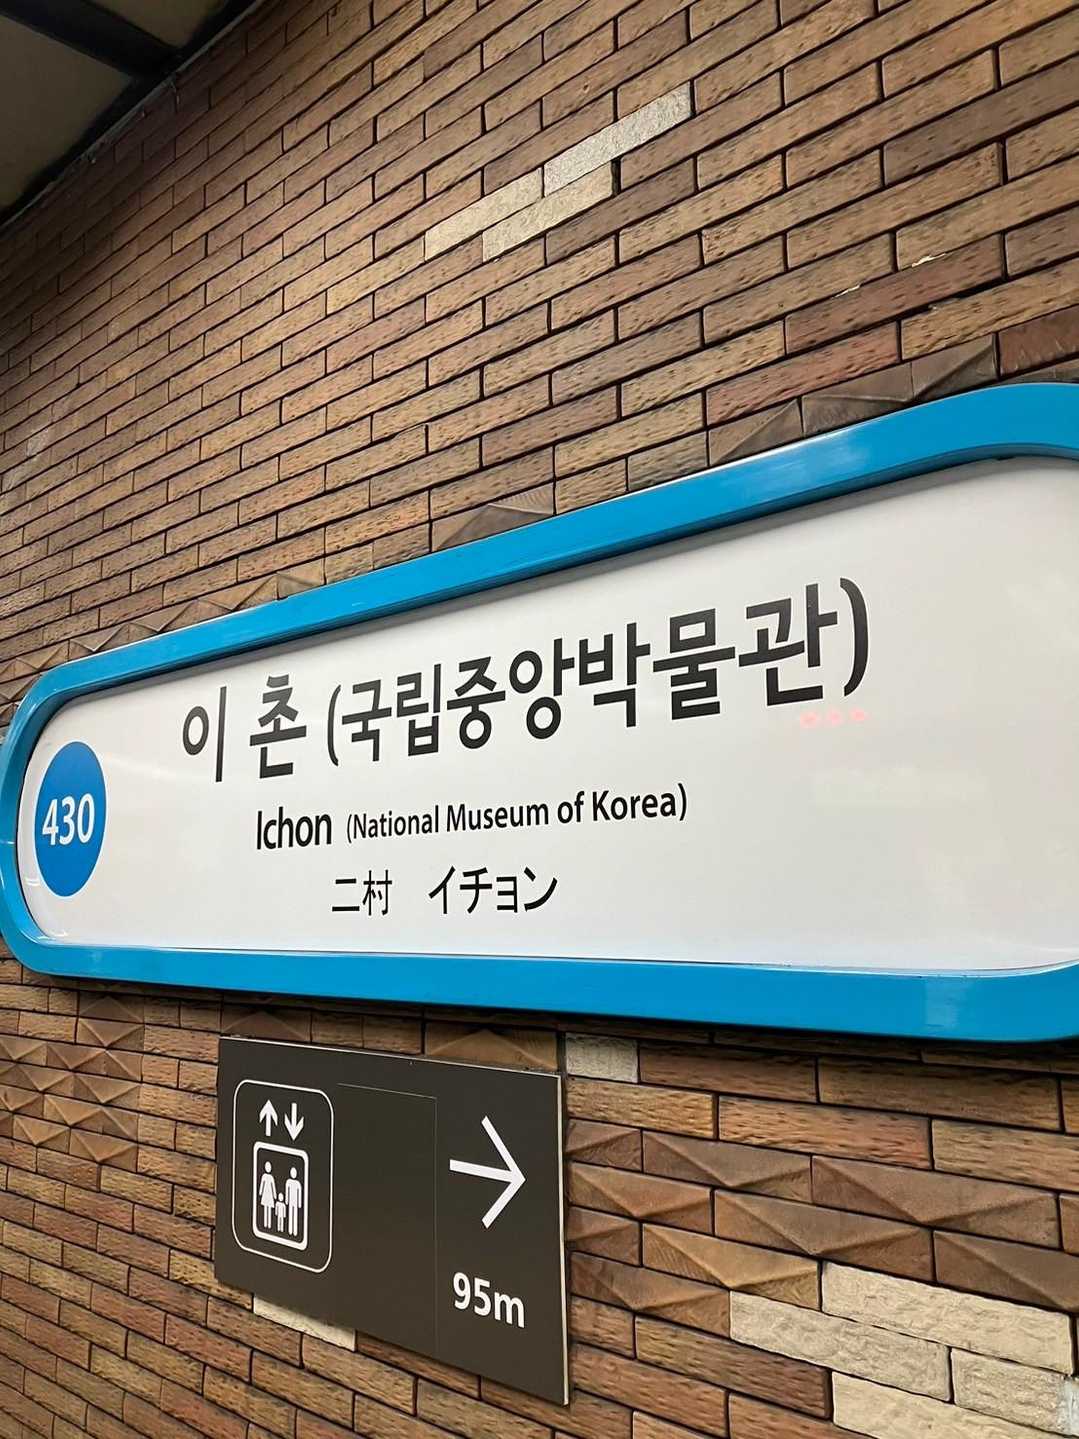 이촌 (국립중앙박물관)
430
Ichon (National Museum of Korea)
二村 イチョン
95m